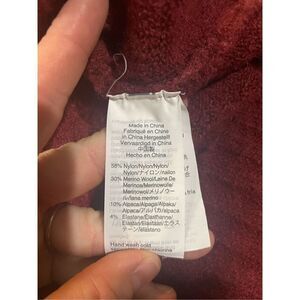 Made in China
Fabriqué en Chine
in China Hergestellt
Vervaardigd in China
中国製
Hecho en China
58% Nylon/Nylon/Nylon/
Nylon/ナイロン/nailon
30% Merino Wool/Laine De
Merinos/Merinowolle/
Merinowol/メリノウー
ル/lana merino
10% Alpaca/Alpaga/Alpaka/
Alpaca/アルパカ/alpaca
4% Elastane/Elasthanne/
Elastan/Elastaan/エラス
テーン/elastano
Hand wash cold